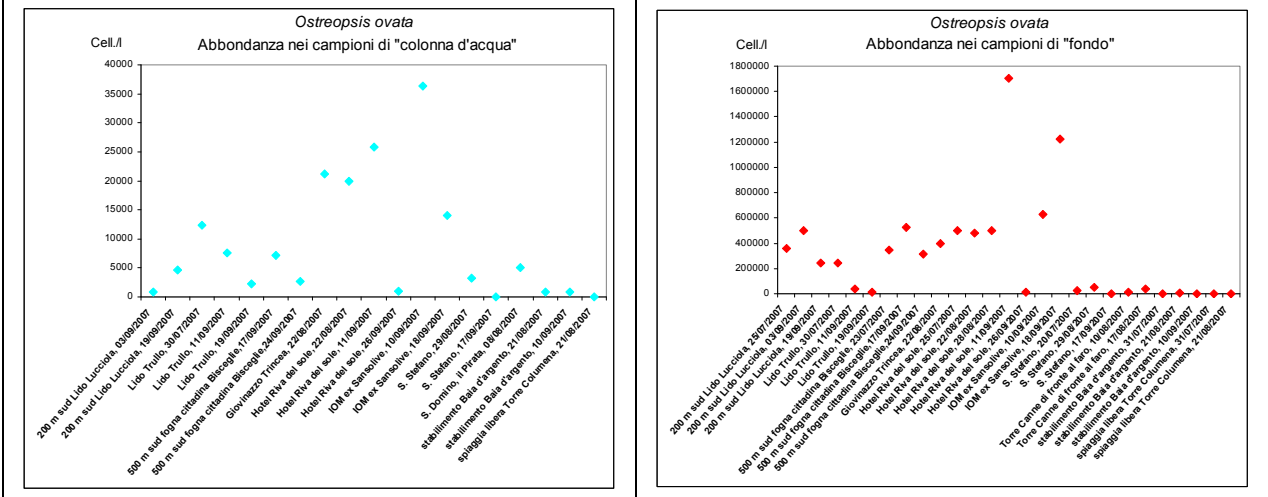 Ostreopsis ovata
Abbondanza nei campioni di "colonna d'acqua"
Cell./l
40000
35000
30000
25000
20000
15000
10000
5000
0
200 m sud Lido Lucciola, 03/09/2007
200 m sud Lido Lucciola, 19/09/2007
Lido Trullo, 30/07/2007
Lido Trullo, 11/09/2007
Lido Trullo, 19/09/2007
500 m sud fogna cittadina Bisceglie,17/09/2007
500 m sud fogna cittadina Bisceglie,24/09/2007
Giovinazzo Trincea, 22/08/2007
Hotel Riva del sole, 22/08/2007
Hotel Riva del sole, 11/09/2007
Hotel Riva del sole, 26/09/2007
IOM ex Sansolive, 10/09/2007
IOM ex Sansolive, 18/09/2007
S. Stefano, 29/08/2007
S. Stefano, 17/09/2007
S. Domino, il Pirata, 08/08/2007
stabilimento Baia d'argento, 21/08/2007
stabilimento Baia d'argento, 10/09/2007
spiaggia libera Torre Columena, 21/08/2007
Ostreopsis ovata
Abbondanza nei campioni di "fondo"
Cell./l
1800000
1600000
1400000
1200000
1000000
800000
600000
400000
200000
0
200 m sud Lido Lucciola, 25/07/2007
200 m sud Lido Lucciola, 03/09/2007
200 m sud Lido Lucciola, 19/09/2007
Lido Trullo, 30/07/2007
Lido Trullo, 11/09/2007
Lido Trullo, 19/09/2007
500 m sud fogna cittadina Bisceglie, 23/07/2007
500 m sud fogna cittadina Bisceglie,17/09/2007
500 m sud fogna cittadina Bisceglie,24/09/2007
Giovinazzo Trincea, 22/08/2007
Hotel Riva del sole, 25/07/2007
Hotel Riva del sole, 22/08/2007
Hotel Riva del sole, 28/08/2007
Hotel Riva del sole, 11/09/2007
Hotel Riva del sole, 26/09/2007
IOM ex Sansolive, 10/09/2007
IOM ex Sansolive, 18/09/2007
S. Stefano, 20/07/2007
S. Stefano, 29/08/2007
S. Stefano, 17/09/2007
Torre Canne di fronte al faro, 10/08/2007
Torre Canne di fronte al faro, 17/08/2007
stabilimento Baia d'argento, 31/07/2007
stabilimento Baia d'argento, 21/08/2007
stabilimento Baia d'argento, 10/09/2007
spiaggia libera Torre Columena, 31/07/2007
spiaggia libera Torre Columena, 21/08/2007